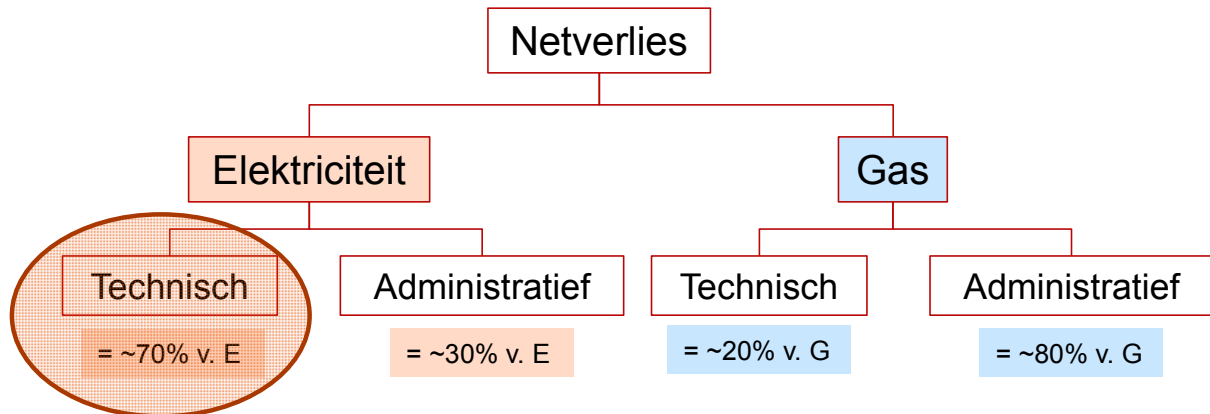 Netverlies
Elektriciteit
Gas
Technisch
Administratief
Technisch
Administratief
= ~70% v. E
= ~30% v. E
= ~20% v. G
= ~80% v. G